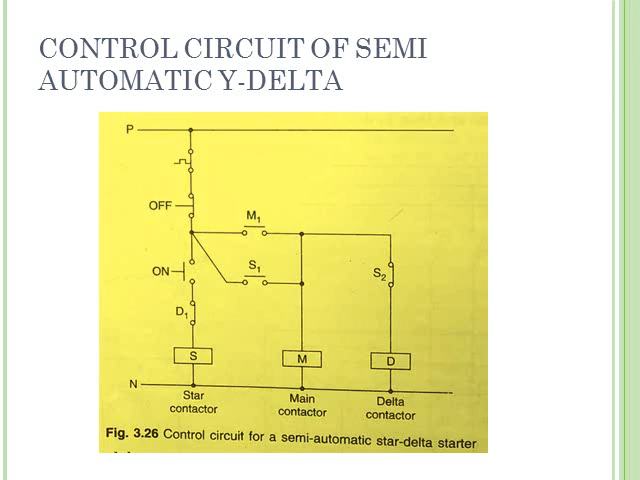 CONTROL CIRCUIT OF SEMI
AUTOMATIC Y-DELTA
P
OFF
M₁
ON
S₁
S₂
D₁
S
M
D
N
Star
contactor
Main
contactor
Delta
contactor
Fig. 3.26 Control circuit for a semi-automatic star-delta starter